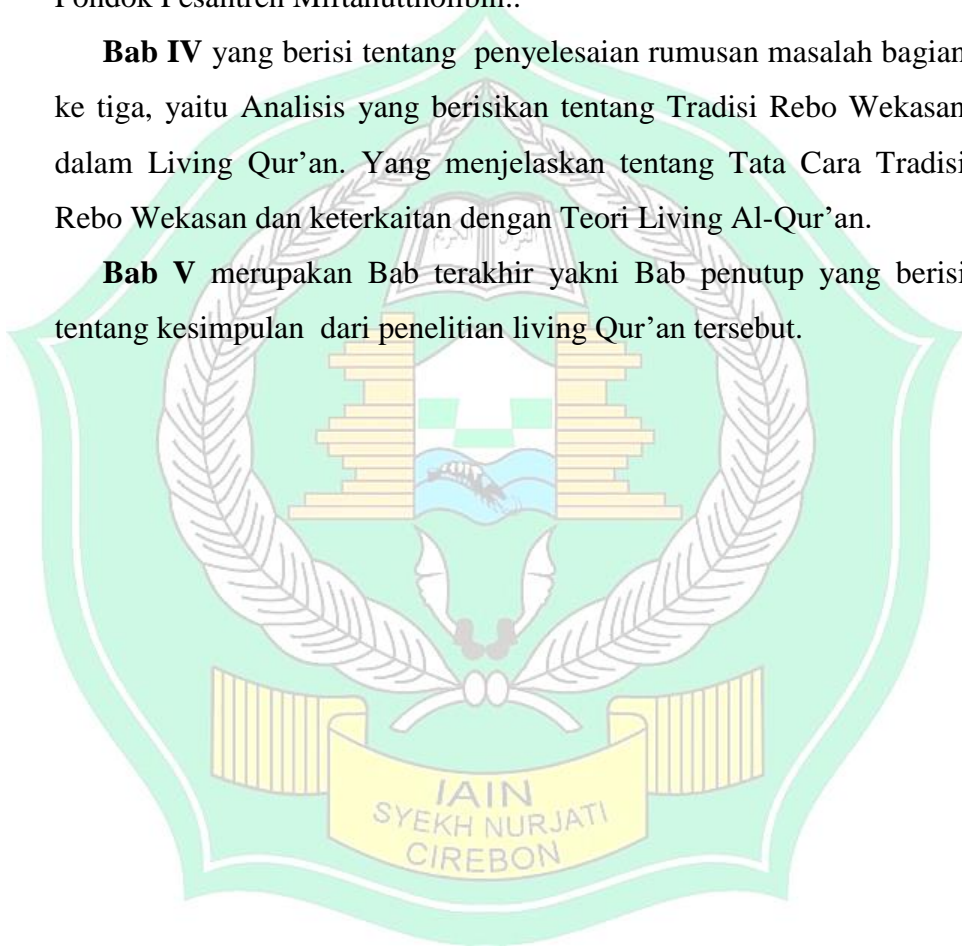 Pondok Pesantren Miftahuttholibin..
Bab IV yang berisi tentang penyelesaian rumusan masalah bagian
ke tiga, yaitu Analisis yang berisikan tentang Tradisi Rebo Wekasan
dalam Living Qur'an. Yang menjelaskan tentang Tata Cara Tradisi
Rebo Wekasan dan keterkaitan dengan Teori Living Al-Qur'an.
Bab V merupakan Bab terakhir yakni Bab penutup yang berisi
tentang kesimpulan dari penelitian living Qur'an tersebut.
IAIN
SYEKH NURJATI
CIREBON